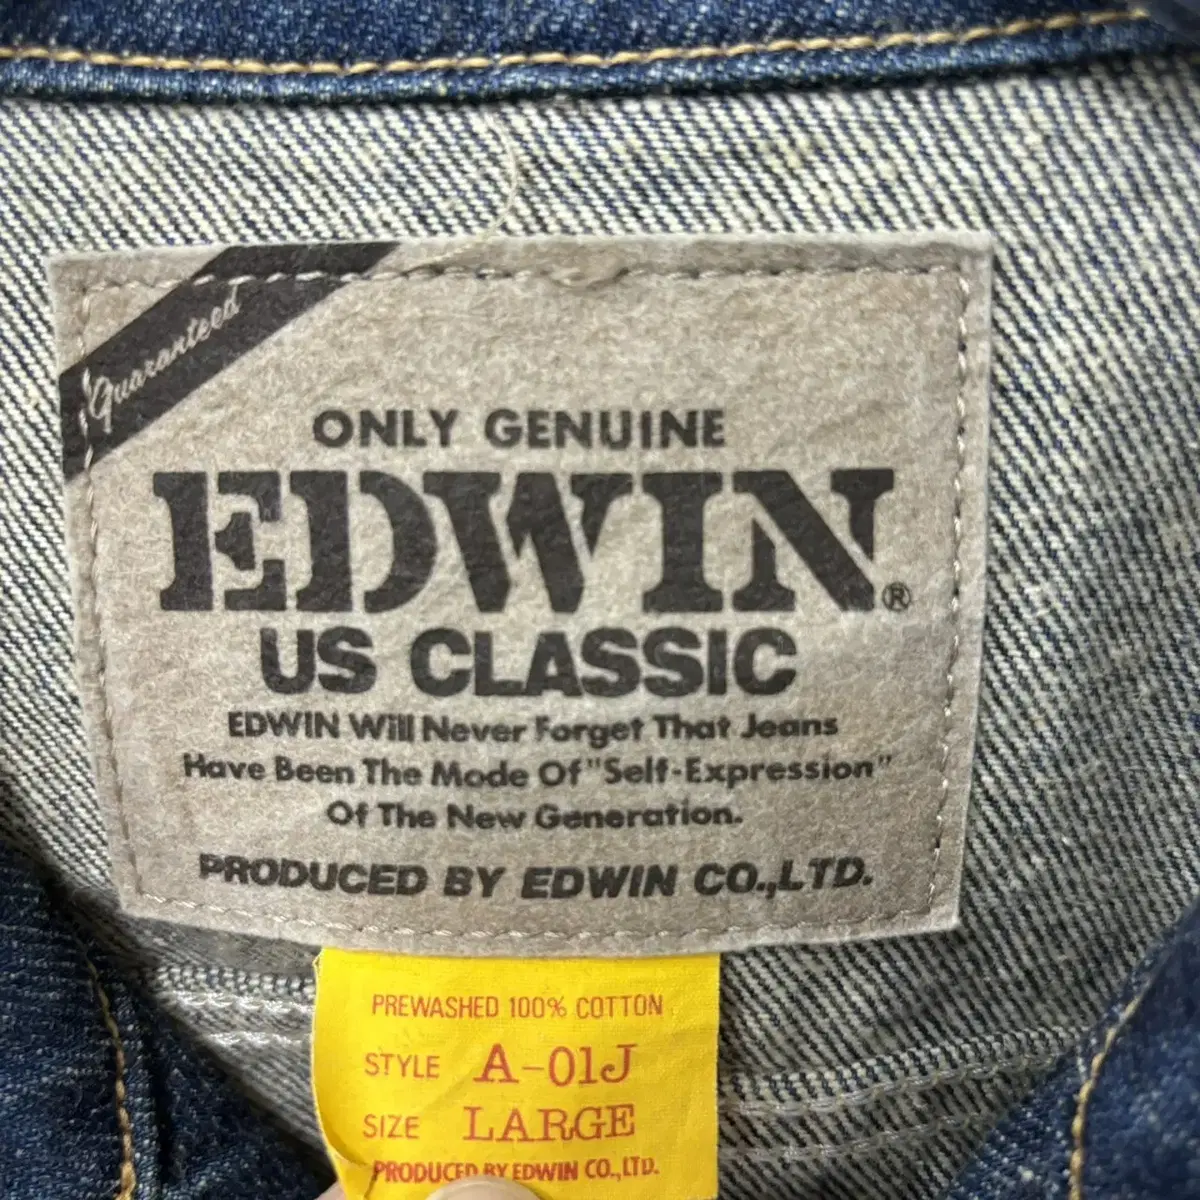 Guaranteed
ONLY GENUINE
EDWIN®
US CLASSIC
EDWIN Will Never Forget That Jeans
Have Been The Mode Of "Self-Expression"
Of The New Generation.
PRODUCED BY EDWIN CO.,LTD.
PREWASHED 100% COTTON
STYLE A-01J
SIZE LARGE
PRODUCED BY EDWIN CO.,LTD.